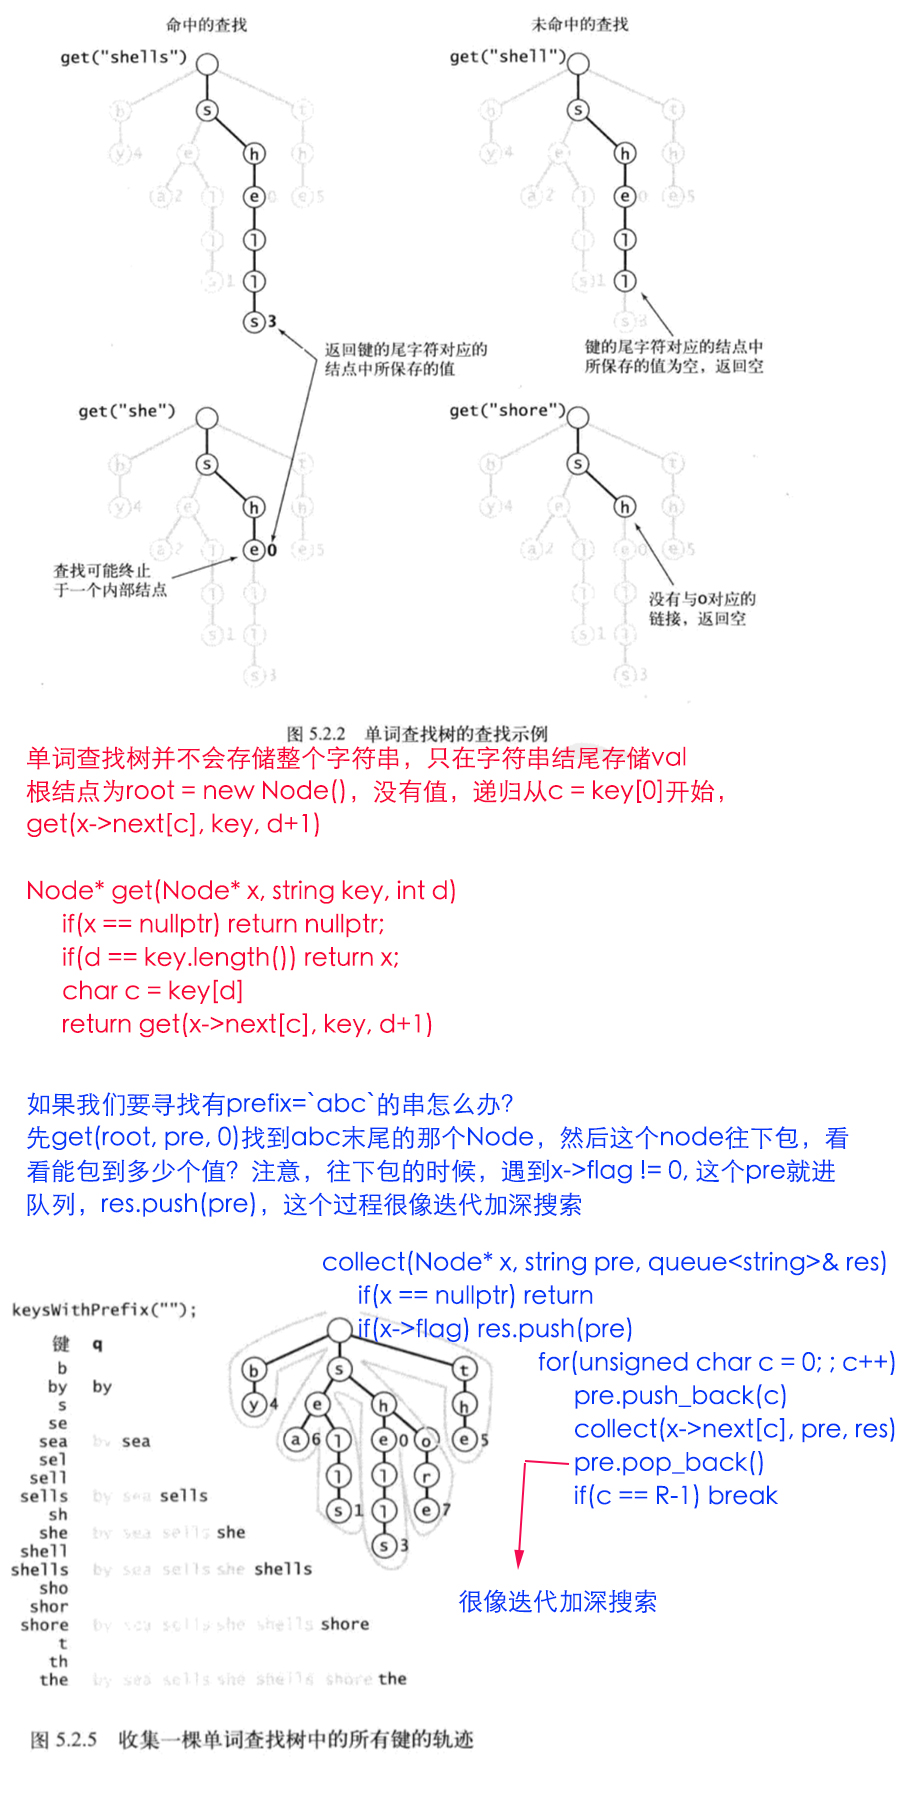 命中的查找
未命中的查找
get("shells")
get("shell")
s
h
e
l
l
s 3
b
y 4
e
a 2
l
l
s 1
t
h
e 5
0
s
h
e
l
l
b
y 4
e
a 2
l
l
s 1
t
h
e 5
0
s 3
返回键的尾字符对应的
结点中所保存的值
键的尾字符对应的结点中
所保存的值为空，返回空
get("she")
get("shore")
s
h
e 0
b
y 4
e
a 2
l
l
s 1
t
h
e 5
l
l
s 3
s
h
b
y 4
e
a 2
l
l
s 1
t
h
e 5
e 0
l
l
s 3
查找可能终止
于一个内部结点
没有与o对应的
链接，返回空
图 5.2.2 单词查找树的查找示例
单词查找树并不会存储整个字符串，只在字符串结尾存储val
根结点为root = new Node()，没有值，递归从c = key[0]开始，
get(x->next[c], key, d+1)
Node* get(Node* x, string key, int d)
if(x == nullptr) return nullptr;
if(d == key.length()) return x;
char c = key[d]
return get(x->next[c], key, d+1)
如果我们要寻找有prefix=`abc`的串怎么办?
先get(root, pre, 0)找到abc末尾的那个Node，然后这个node往下包，看
看能包到多少个值？注意，往下包的时候，遇到x->flag != 0, 这个pre就进
队列，res.push(pre)，这个过程很像迭代加深搜索
collect(Node* x, string pre, queue<string>& res)
if(x == nullptr) return
if(x->flag) res.push(pre)
for(unsigned char c = 0; ; c++)
pre.push_back(c)
collect(x->next[c], pre, res)
pre.pop_back()
if(c == R-1) break
很像迭代加深搜索
keysWithPrefix("");
键 q
b
by by
s
se
sea by sea
sel
sell
sells by sea sells
sh
she by sea sells she
shell
shells by sea sells she shells
sho
shor
shore by sea sells she shells shore
t
th
the by sea sells she shells shore the
b
s
t
y 4
e
h
h
a 6
l
e 0
o
e 5
l
l
r
s 1
l
e 7
s 3
图 5.2.5 收集一棵单词查找树中的所有键的轨迹